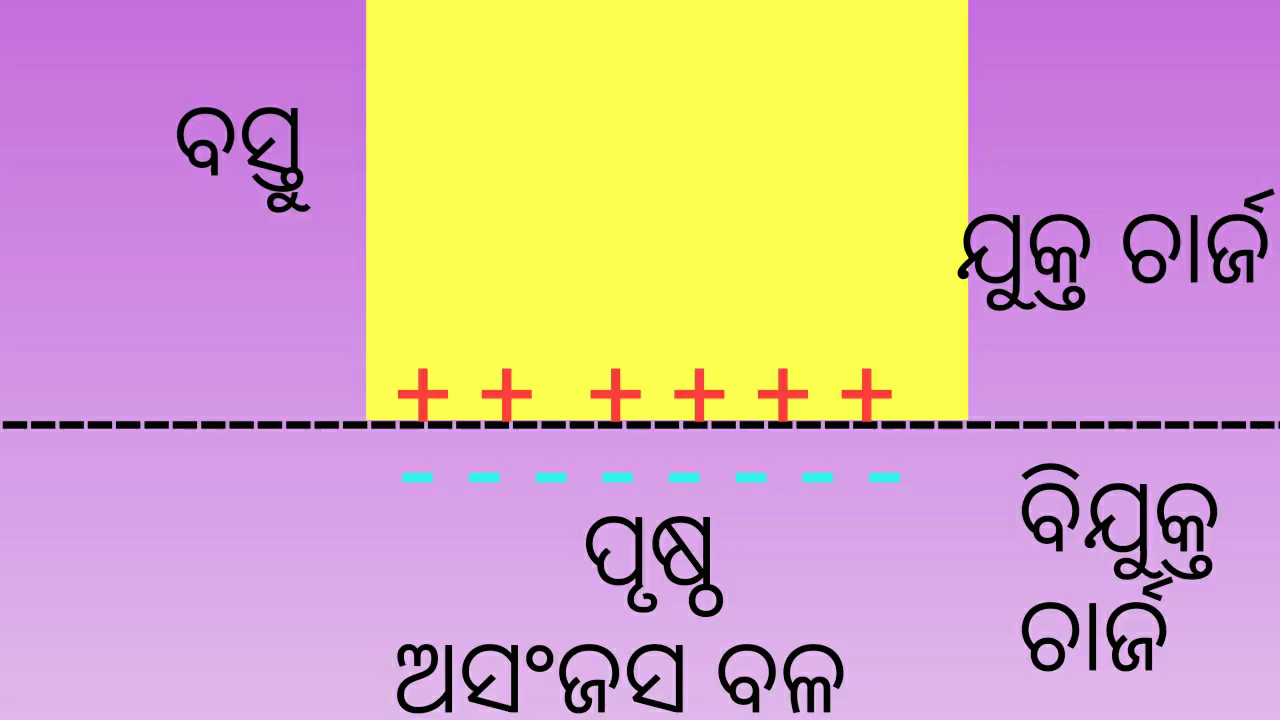 ବସ୍ତୁ
ଯୁକ୍ତ ଚାର୍ଜ
+ + + + + +
- - - - - - - -
ବିଯୁକ୍ତ
ଚାର୍ଜ
ପୃଷ୍ଠ
ଅସଂଜସ ବଳ